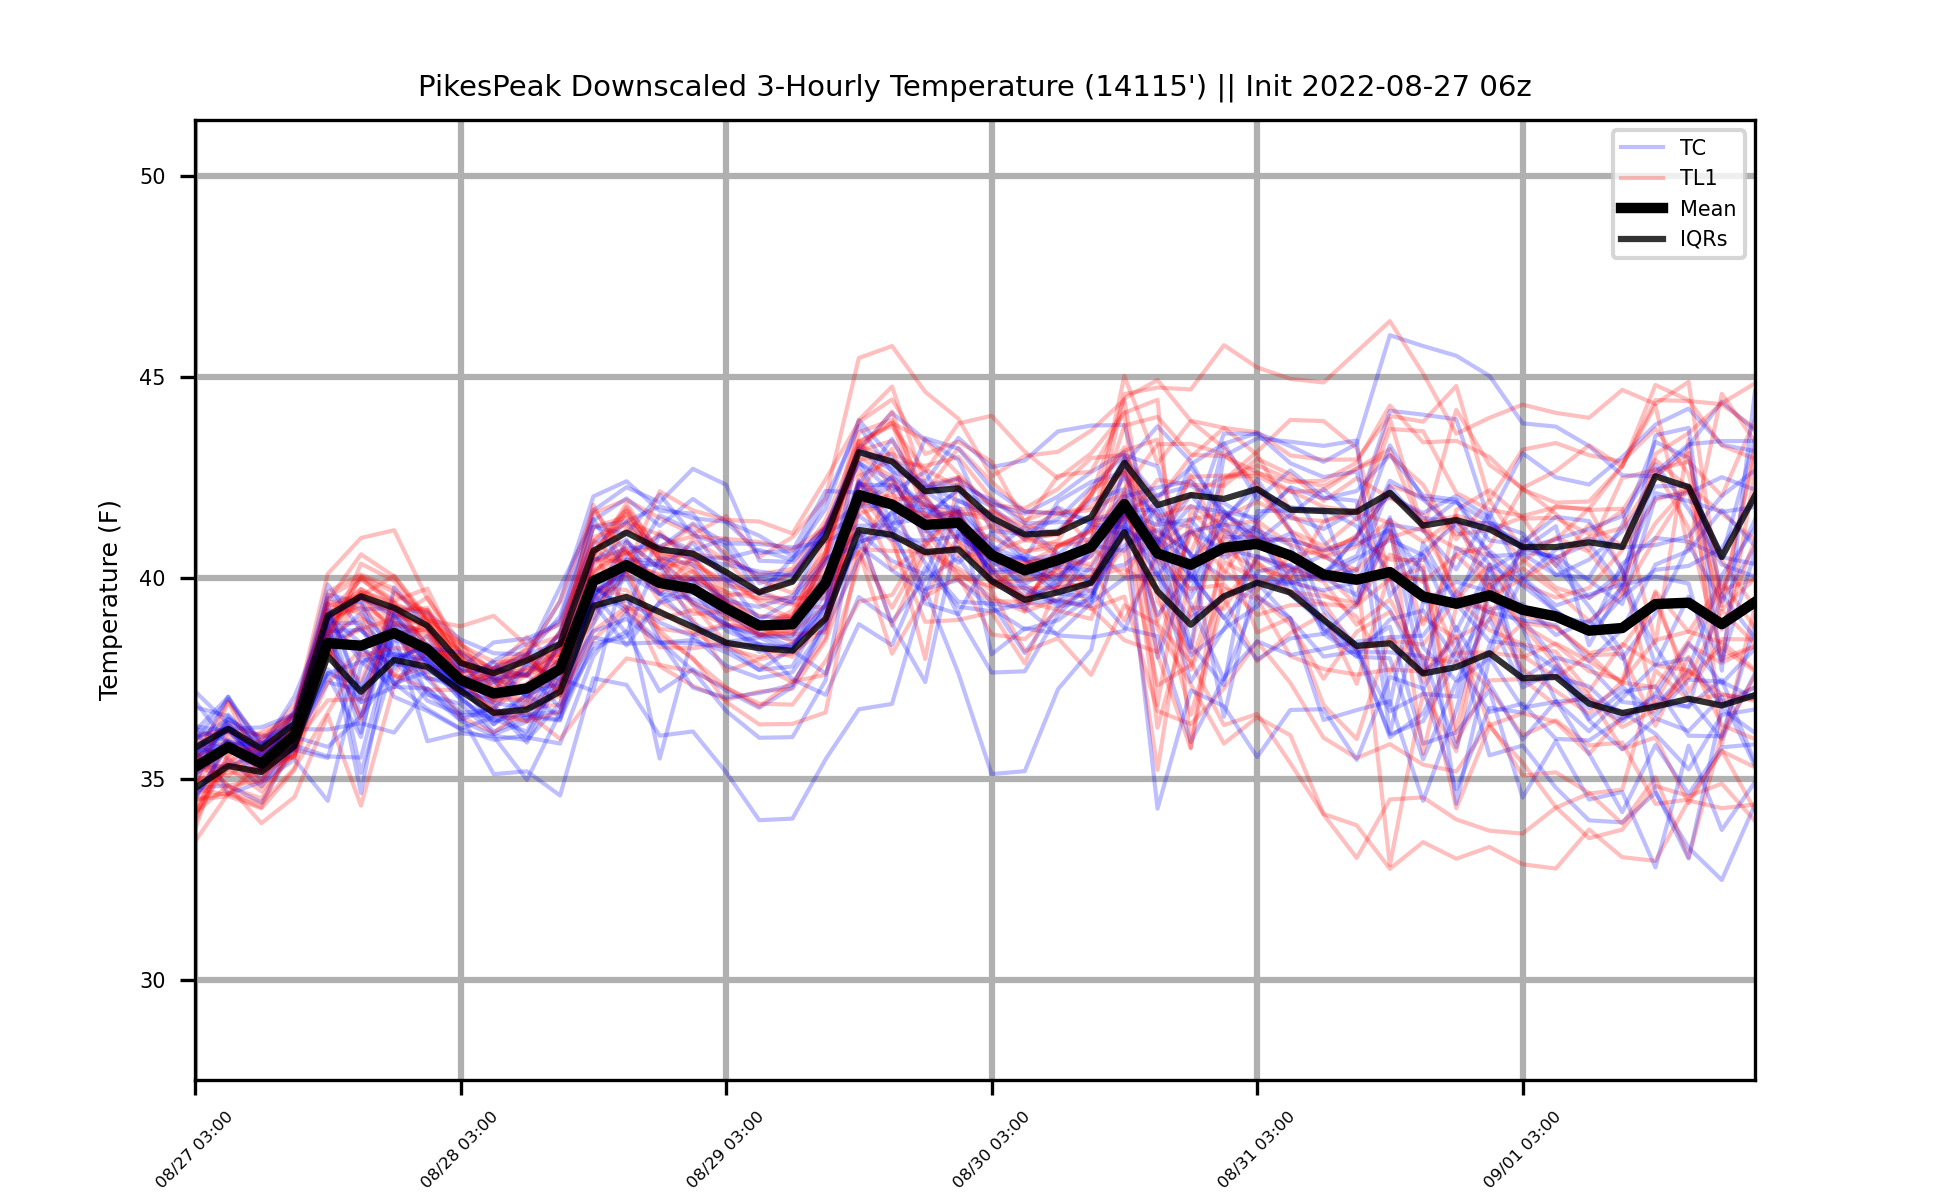 PikesPeak Downscaled 3-Hourly Temperature (14115') || Init 2022-08-27 06z
TC
TL1
Mean
IQRs
Temperature (F)
50
45
40
35
30
08/27 03:00
08/28 03:00
08/29 03:00
08/30 03:00
08/31 03:00
09/01 03:00